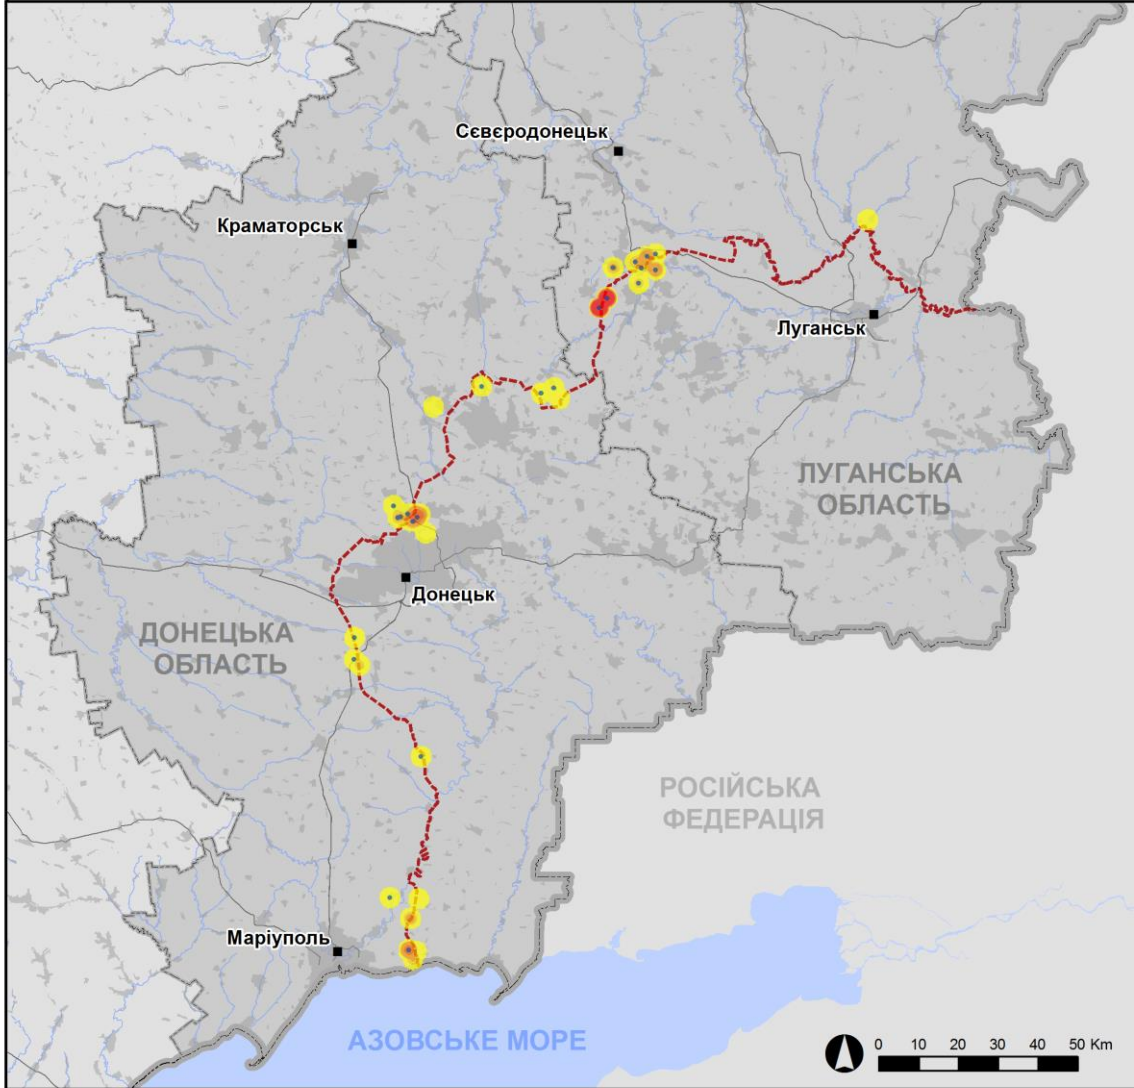 Сєвєродонецьк
Краматорськ
Луганськ
ЛУГАНСЬКА
ОБЛАСТЬ
Донецьк
ДОНЕЦЬКА
ОБЛАСТЬ
РОСІЙСЬКА
ФЕДЕРАЦІЯ
Маріуполь
АЗОВСЬКЕ МОРЕ
0 10 20 30 40 50 Km